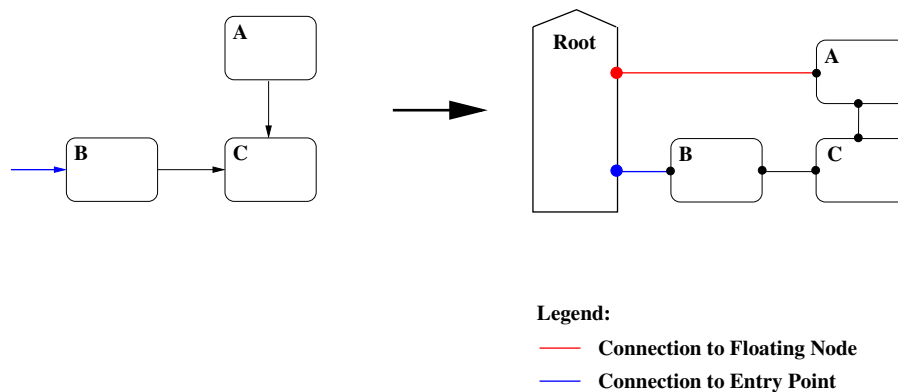 A
B
C
Root
A
B
C
Legend:
Connection to Floating Node
Connection to Entry Point